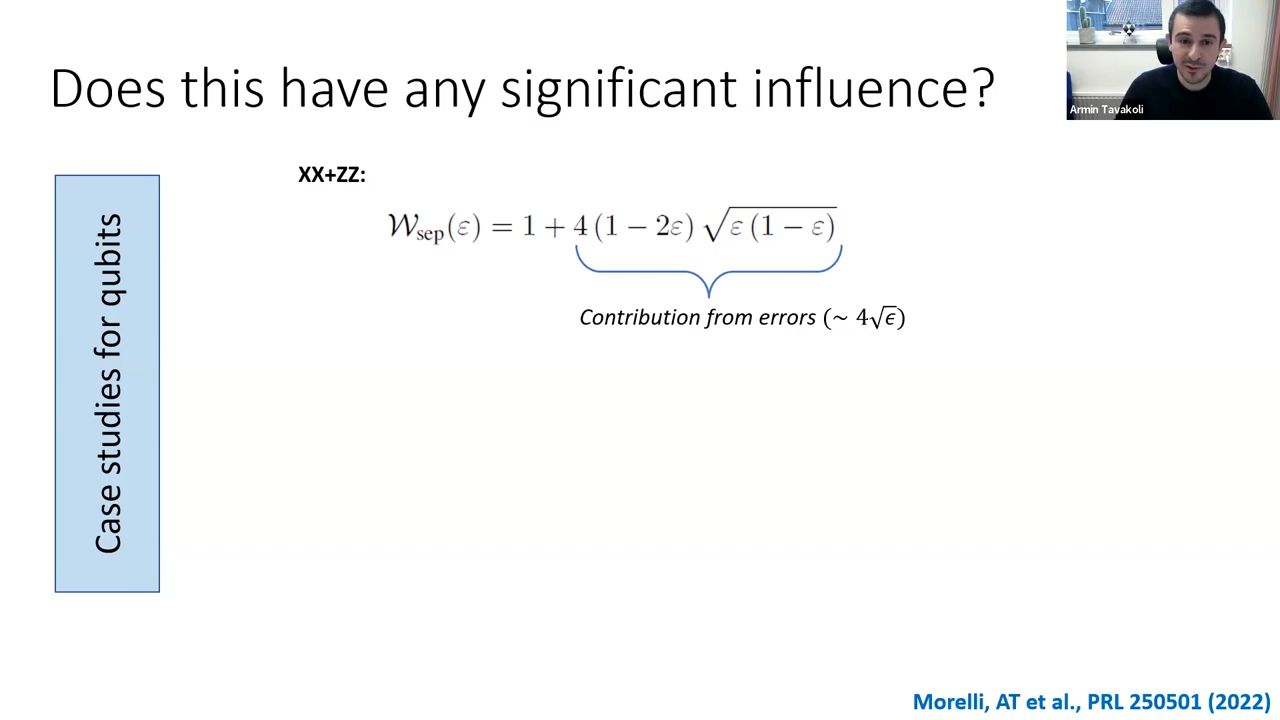 Does this have any significant influence?
Armin Tavakoli
Case studies for qubits
XX+ZZ:
𝒲sep(ε) = 1 + 4 (1 − 2ε) √ε (1 − ε)
Contribution from errors (~ 4√ϵ)
Morelli, AT et al., PRL 250501 (2022)